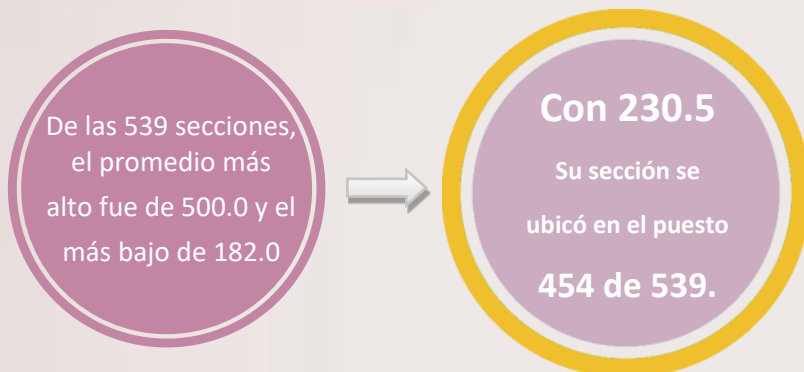 De las 539 secciones,
el promedio más
alto fue de 500.0 y el
más bajo de 182.0
Con 230.5
Su sección se
ubicó en el puesto
454 de 539.